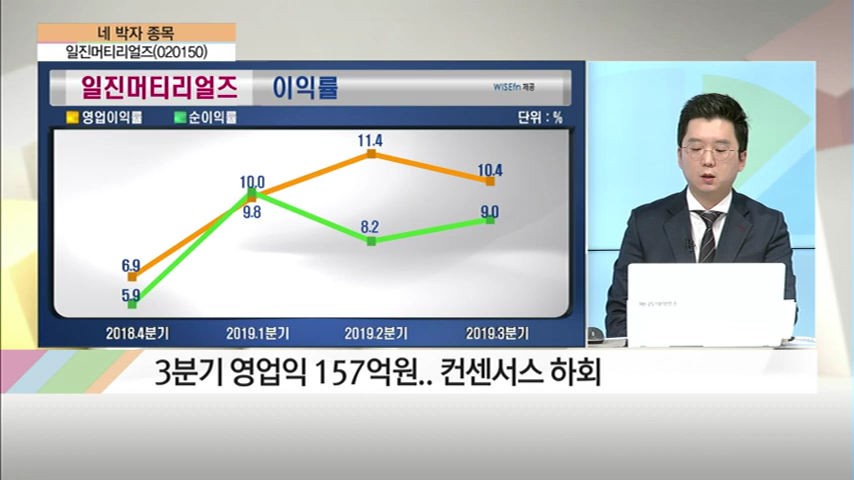 네 박자 종목
일진머티리얼즈(020150)
일진머티리얼즈 이익률
WISEfn 제공
영업이익률 순이익률 단위 : %
11.4
10.4
10.0
9.8
9.0
8.2
6.9
5.9
2018.4분기 2019.1분기 2019.2분기 2019.3분기
3분기 영업익 157억원.. 컨센서스 하회